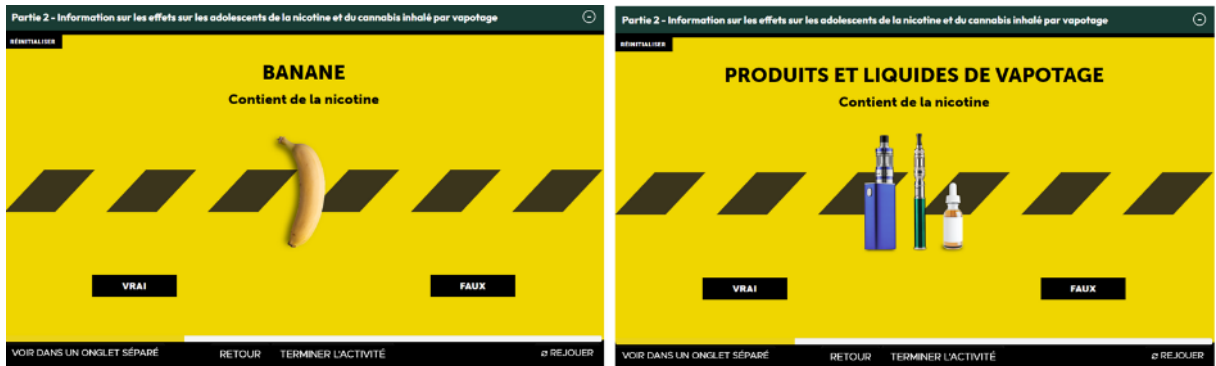 Partie 2 - Information sur les effets sur les adolescents de la nicotine et du cannabis inhalé par vapotage
RÉINITIALISER
BANANE
Contient de la nicotine
VRAI
FAUX
VOIR DANS UN ONGLET SÉPARÉ
RETOUR
TERMINER L'ACTIVITÉ
REJOUER
Partie 2 - Information sur les effets sur les adolescents de la nicotine et du cannabis inhalé par vapotage
RÉINITIALISER
PRODUITS ET LIQUIDES DE VAPOTAGE
Contient de la nicotine
VRAI
FAUX
VOIR DANS UN ONGLET SÉPARÉ
RETOUR
TERMINER L'ACTIVITÉ
REJOUER